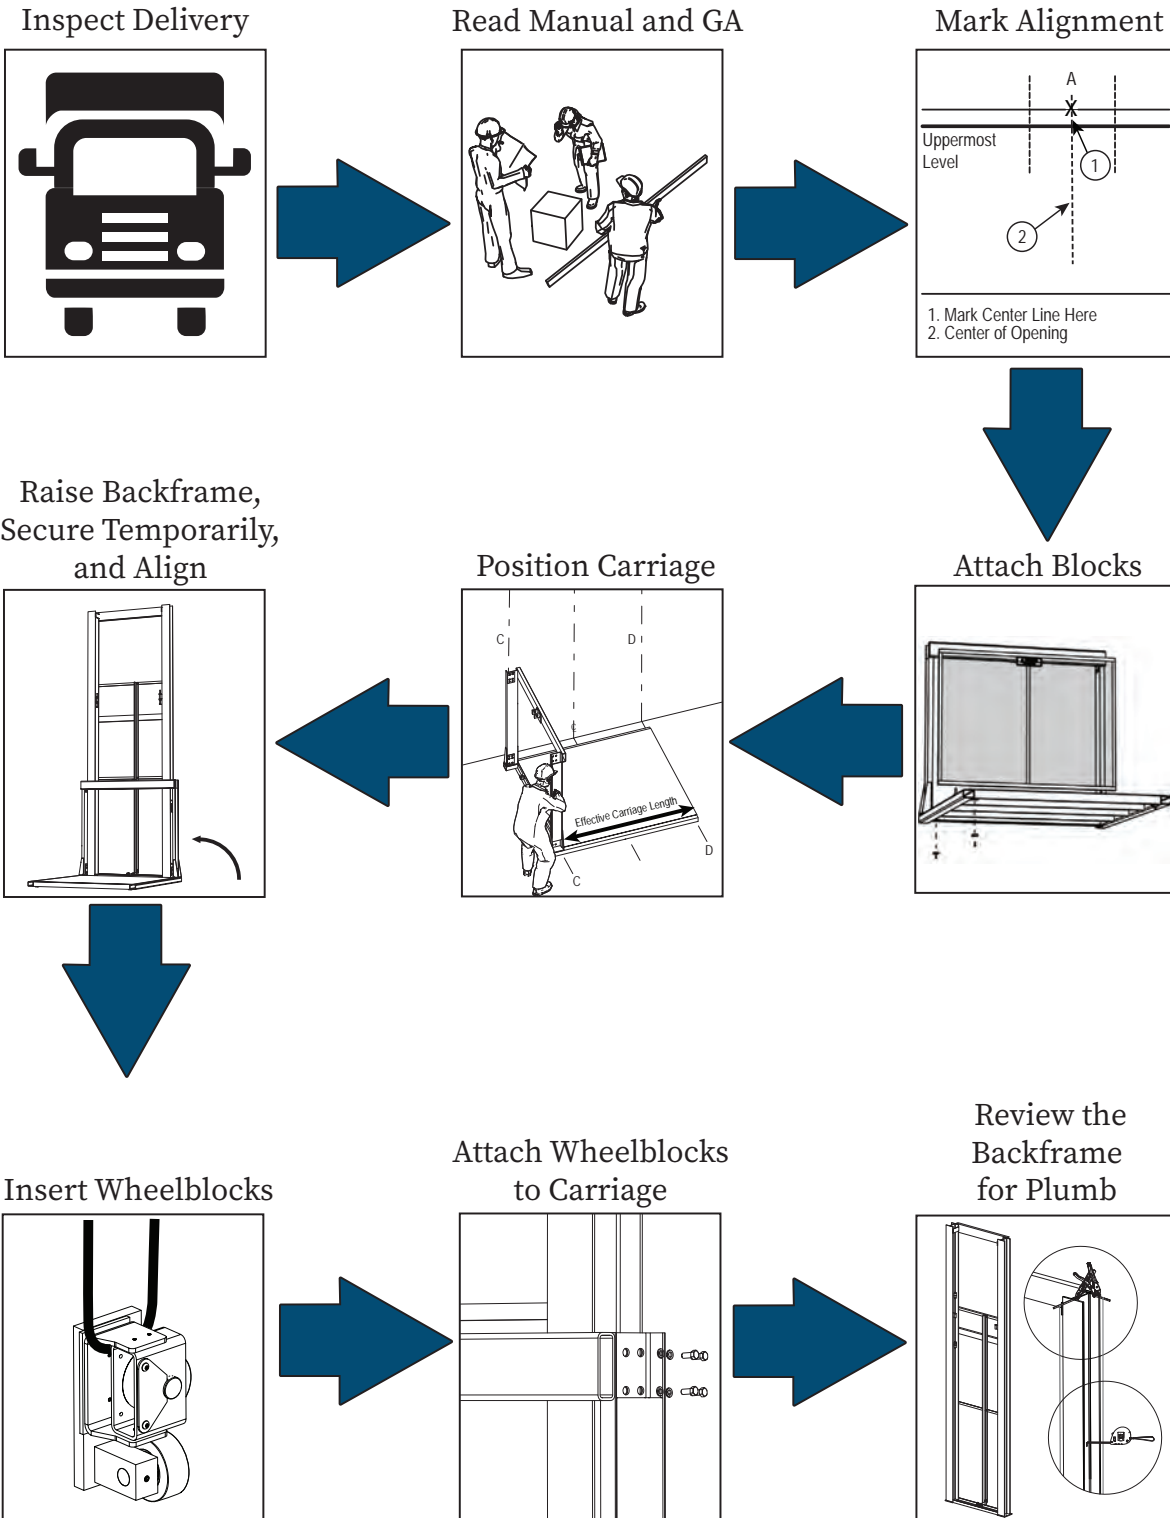 Inspect Delivery
Read Manual and GA
Mark Alignment
A
X
Uppermost
Level
1
2
1. Mark Center Line Here
2. Center of Opening
Raise Backframe,
Secure Temporarily,
and Align
Position Carriage
C
D
C
Effective Carriage Length
D
C
Attach Blocks
Insert Wheelblocks
Attach Wheelblocks
to Carriage
Review the
Backframe
for Plumb